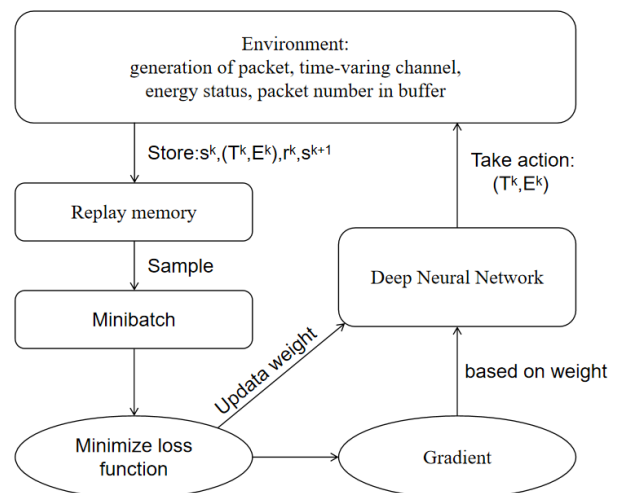 Environment:
generation of packet, time-varing channel,
energy status, packet number in buffer
Store:sᵏ,(Tᵏ,Eᵏ),rᵏ,sᵏ⁺¹
Take action:
(Tᵏ,Eᵏ)
Replay memory
Sample
Deep Neural Network
Minibatch
Updata weight
based on weight
Minimize loss
function
Gradient